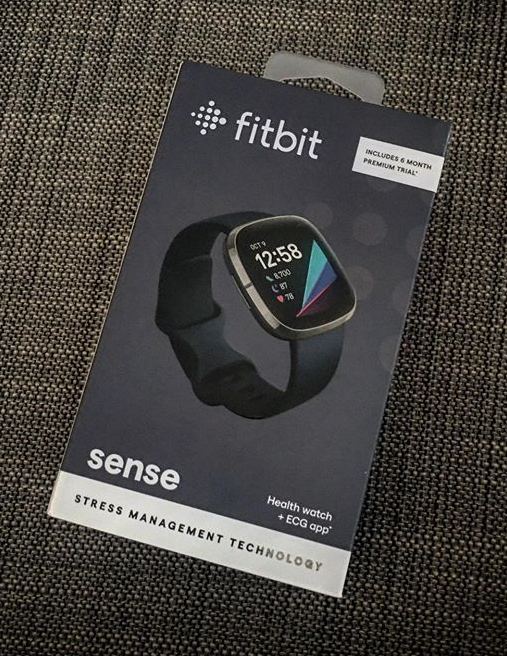 fitbit
INCLUDES 6 MONTH
PREMIUM TRIAL*
OCT 9
12:58
8,700
87
78
sense
Health watch
+ ECG app*
STRESS MANAGEMENT TECHNOLOGY